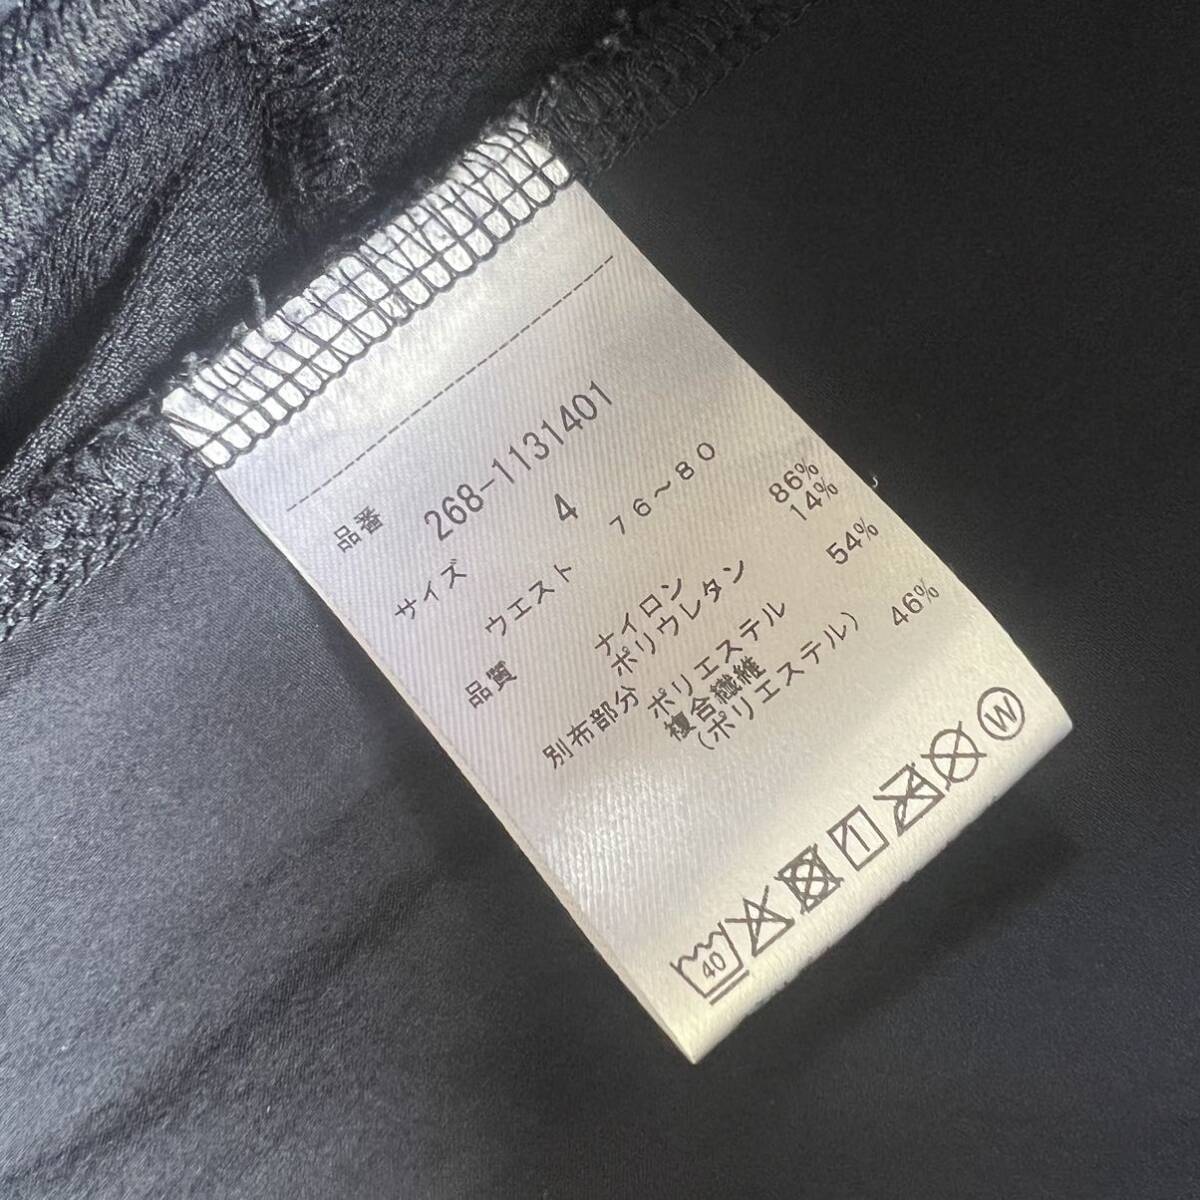 品番 268-1131401
サイズ 4
ウエスト 76～80
品質 ナイロン 86%
ポリウレタン 14%
別布部分 ポリエステル 54%
複合繊維
(ポリエステル) 46%
40 1 W